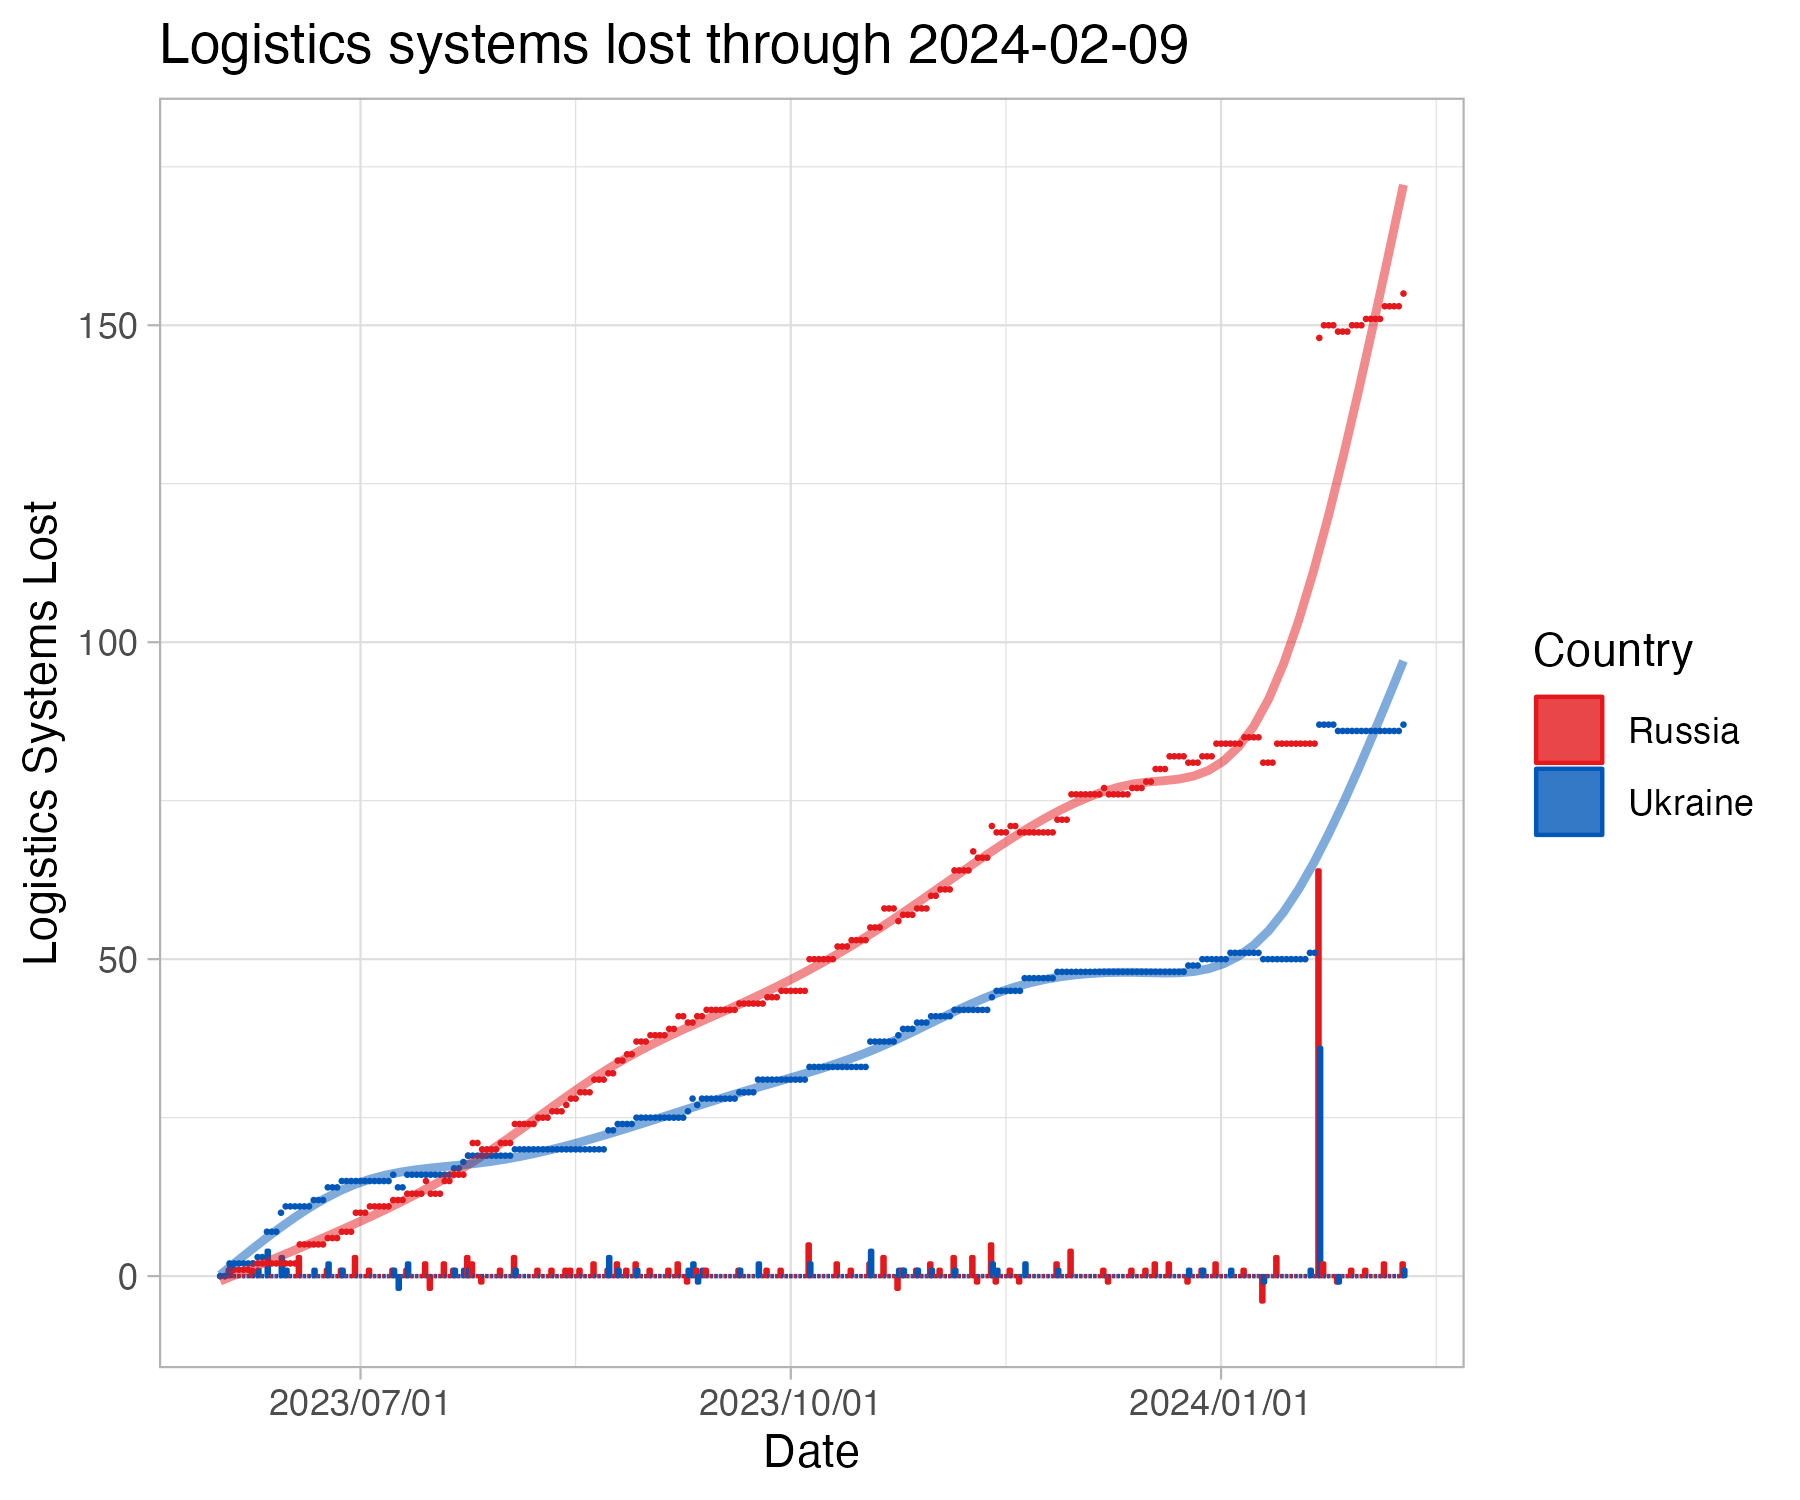 Logistics systems lost through 2024-02-09
Logistics Systems Lost
150
100
50
0
2023/07/01
2023/10/01
2024/01/01
Date
Country
Russia
Ukraine